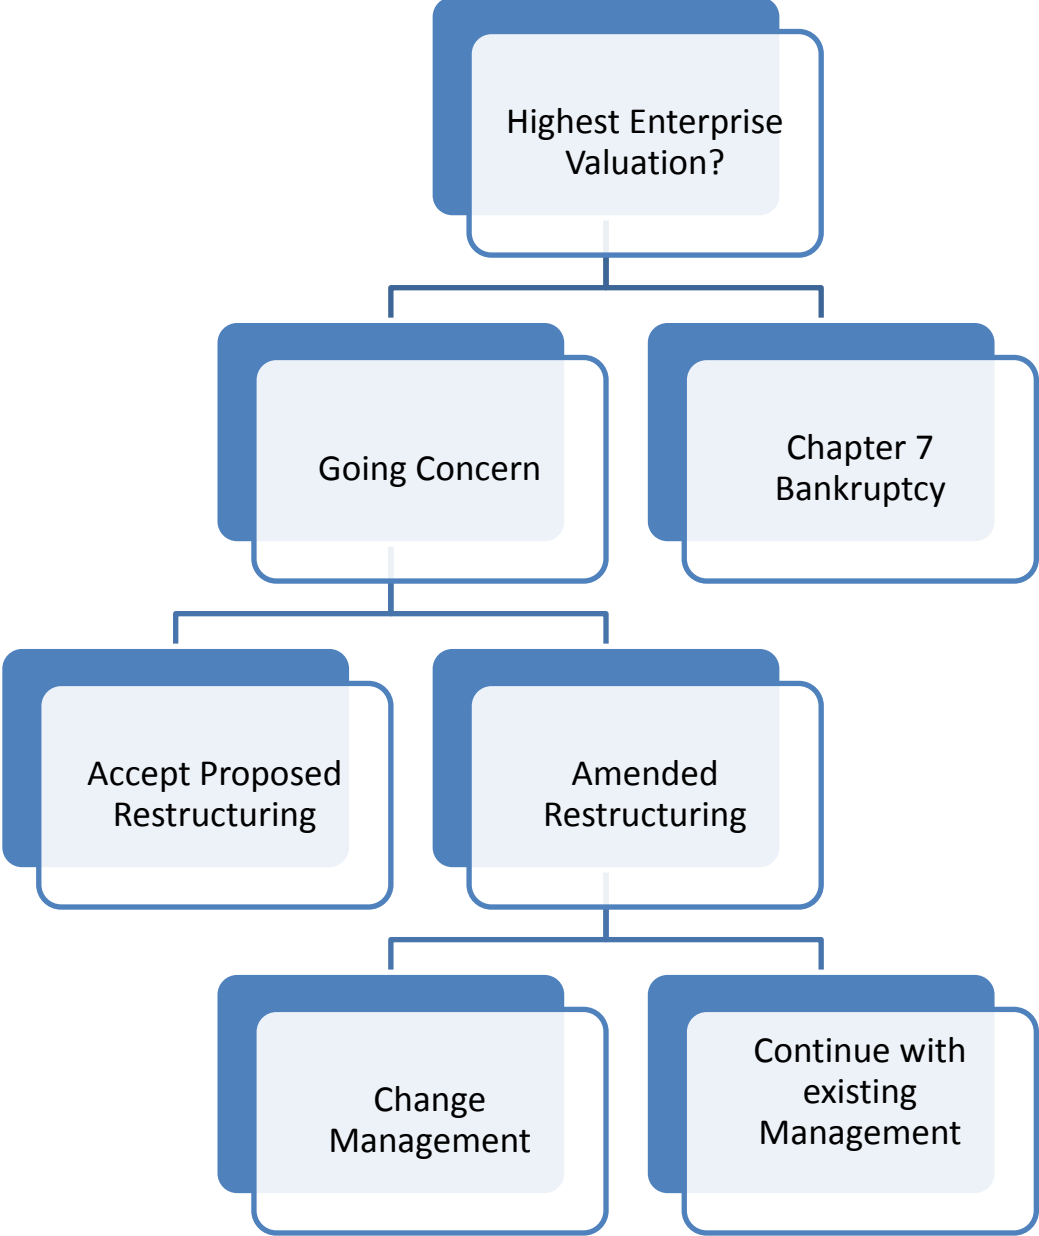 Highest Enterprise
Valuation?
Going Concern
Chapter 7
Bankruptcy
Accept Proposed
Restructuring
Amended
Restructuring
Change
Management
Continue with
existing
Management